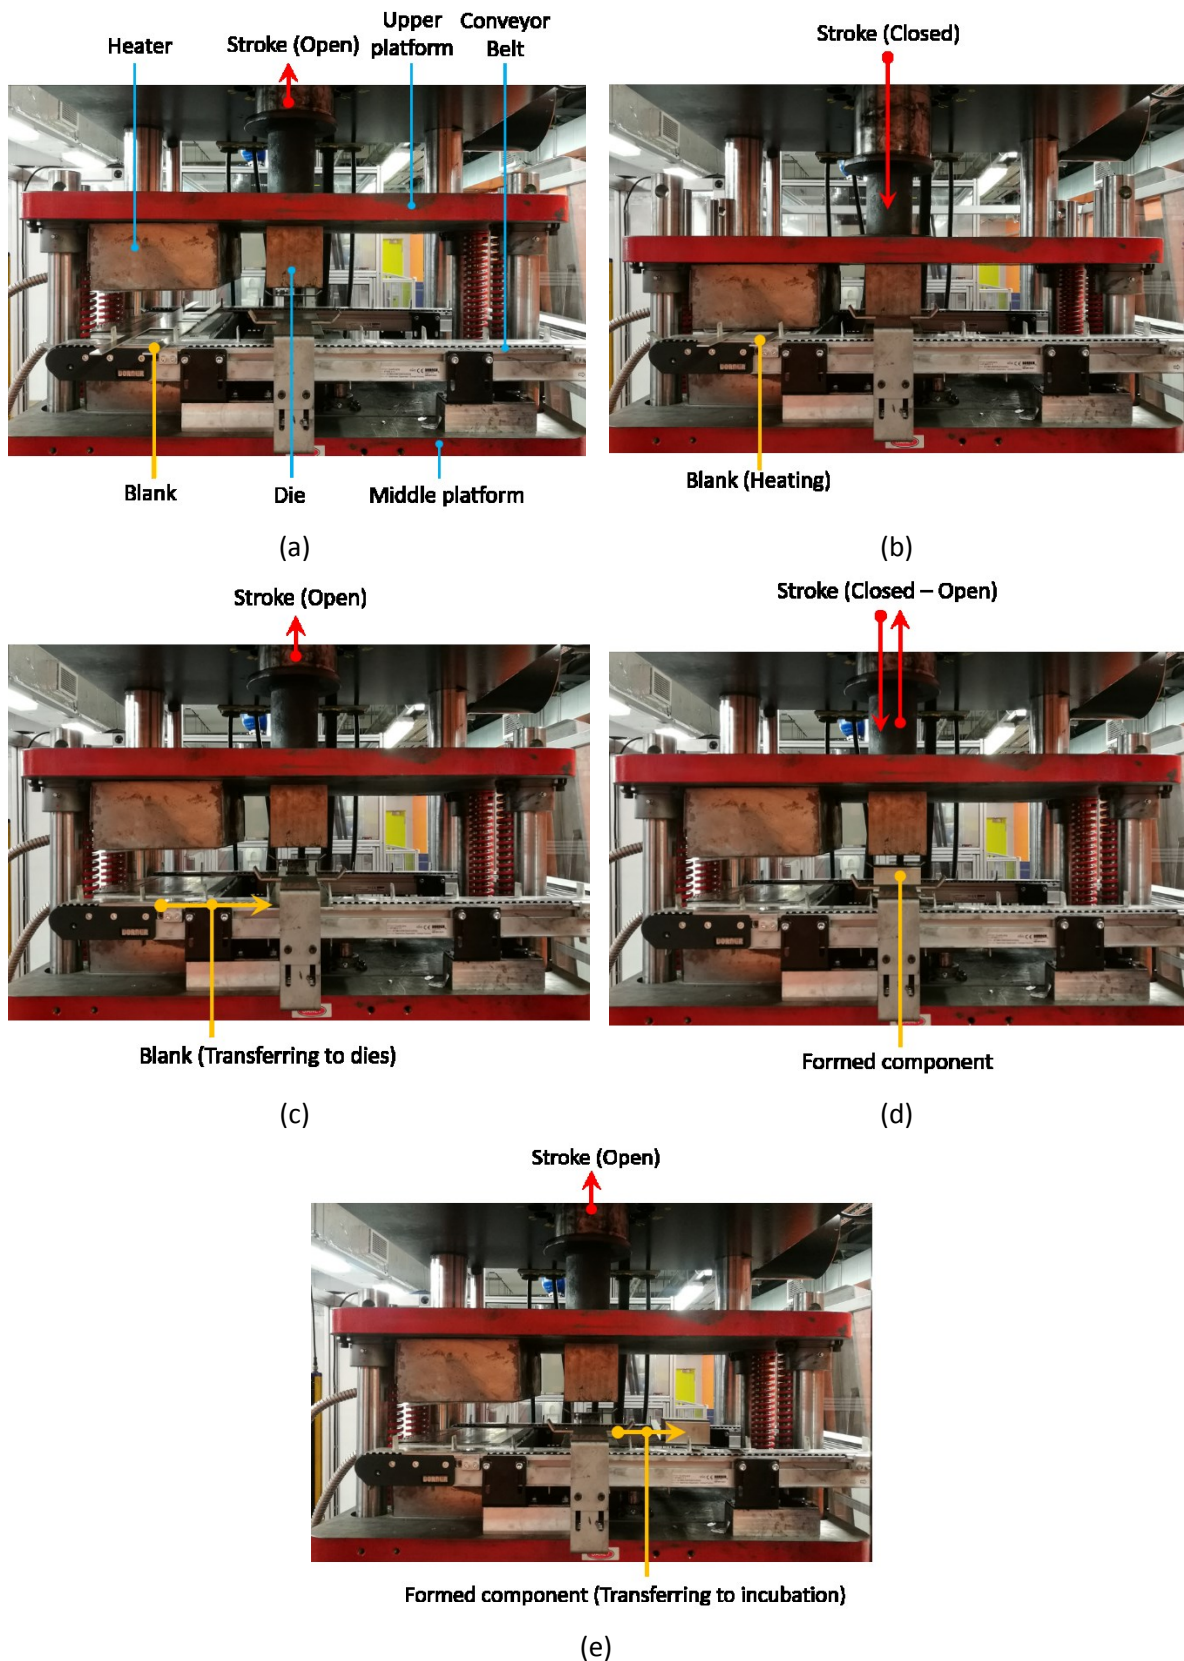 Upper
platform
Conveyor
Belt
Heater
Stroke (Open)
Blank
Die
Middle platform
(a)
Stroke (Closed)
Blank (Heating)
(b)
Stroke (Open)
Blank (Transferring to dies)
(c)
Stroke (Closed – Open)
Formed component
(d)
Stroke (Open)
Formed component (Transferring to incubation)
(e)